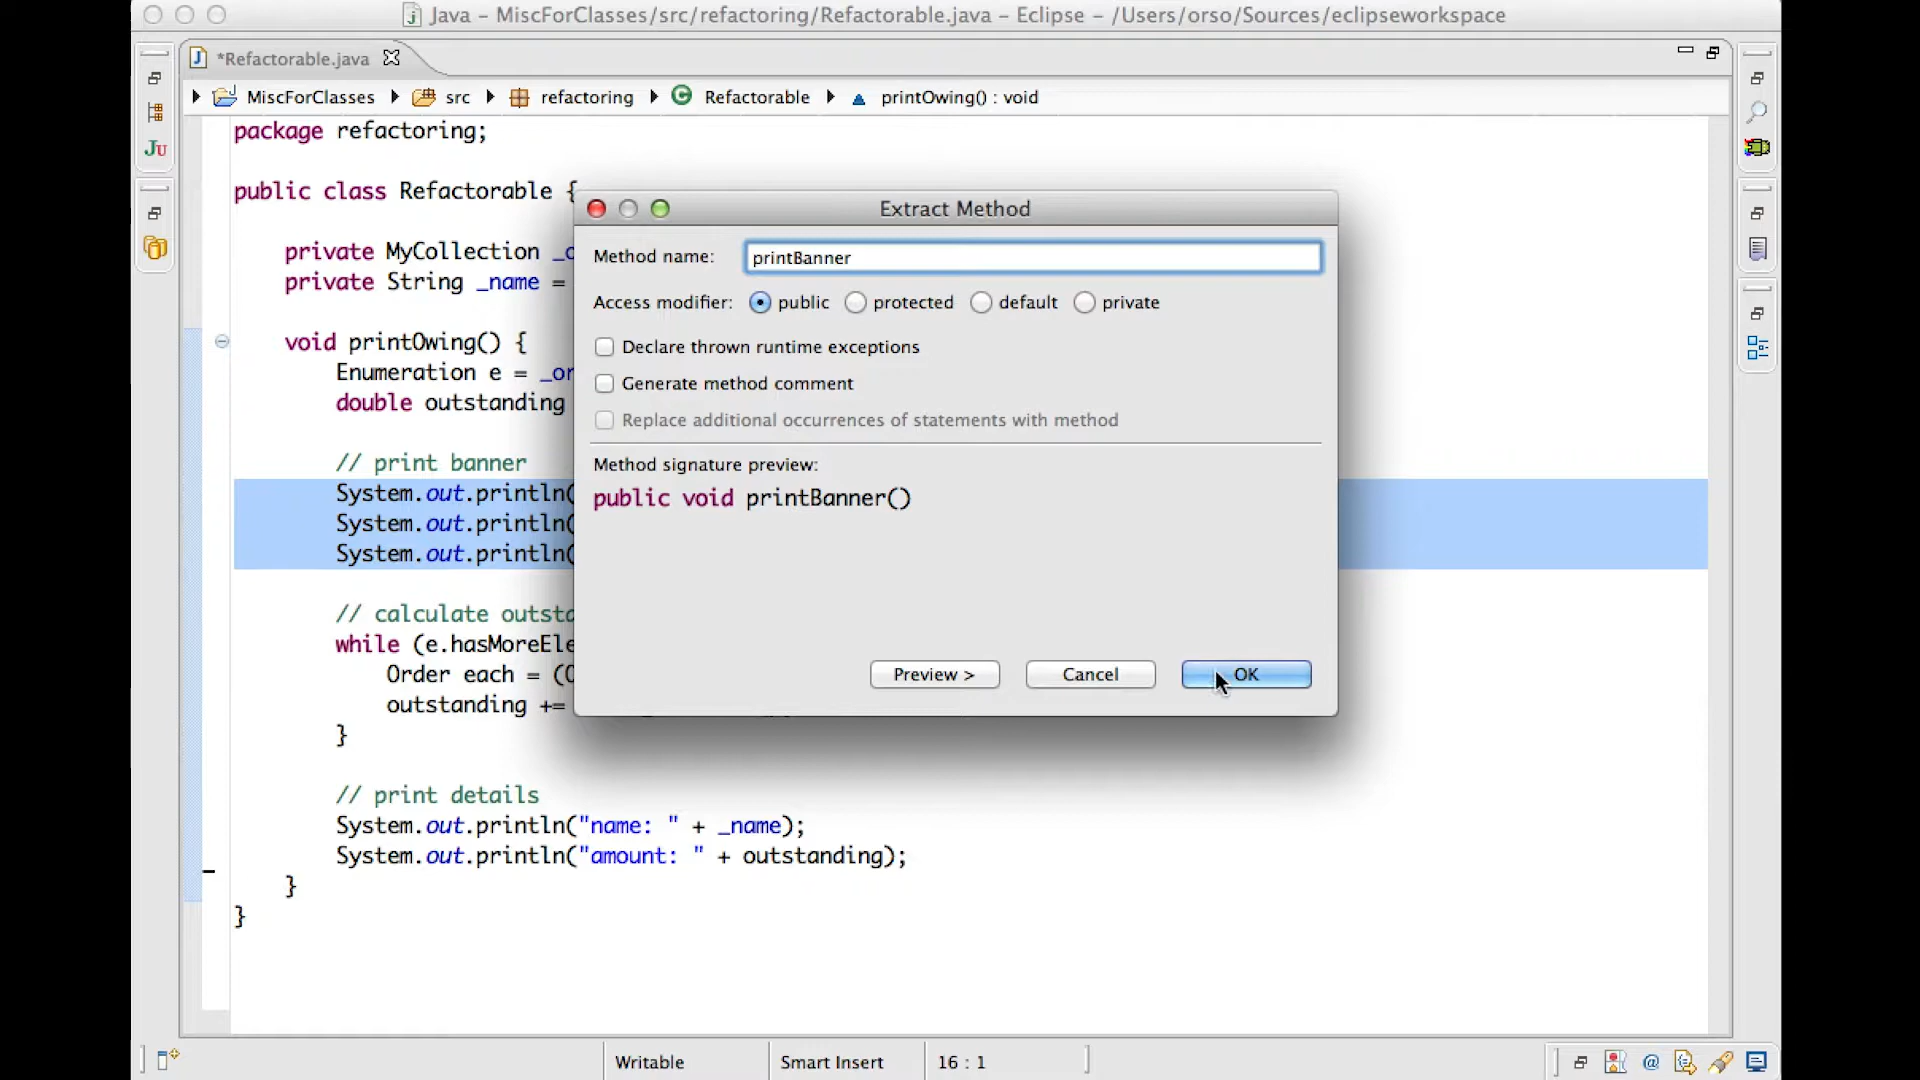 Java – MiscForClasses/src/refactoring/Refactorable.java – Eclipse – /Users/orso/Sources/eclipseworkspace
*Refactorable.java
MiscForClasses src refactoring Refactorable printOwing() : void
package refactoring;
public class Refactorable {
private MyCollection _o
private String _name =
void printOwing() {
Enumeration e = _or
double outstanding
// print banner
System.out.println(
System.out.println(
System.out.println(
// calculate outsta
while (e.hasMoreEle
Order each = (O
outstanding +=
}
// print details
System.out.println("name: " + _name);
System.out.println("amount: " + outstanding);
}
}
Extract Method
Method name: printBanner
Access modifier: public protected default private
Declare thrown runtime exceptions
Generate method comment
Replace additional occurrences of statements with method
Method signature preview:
public void printBanner()
Preview > Cancel OK
Writable Smart Insert 16 : 1